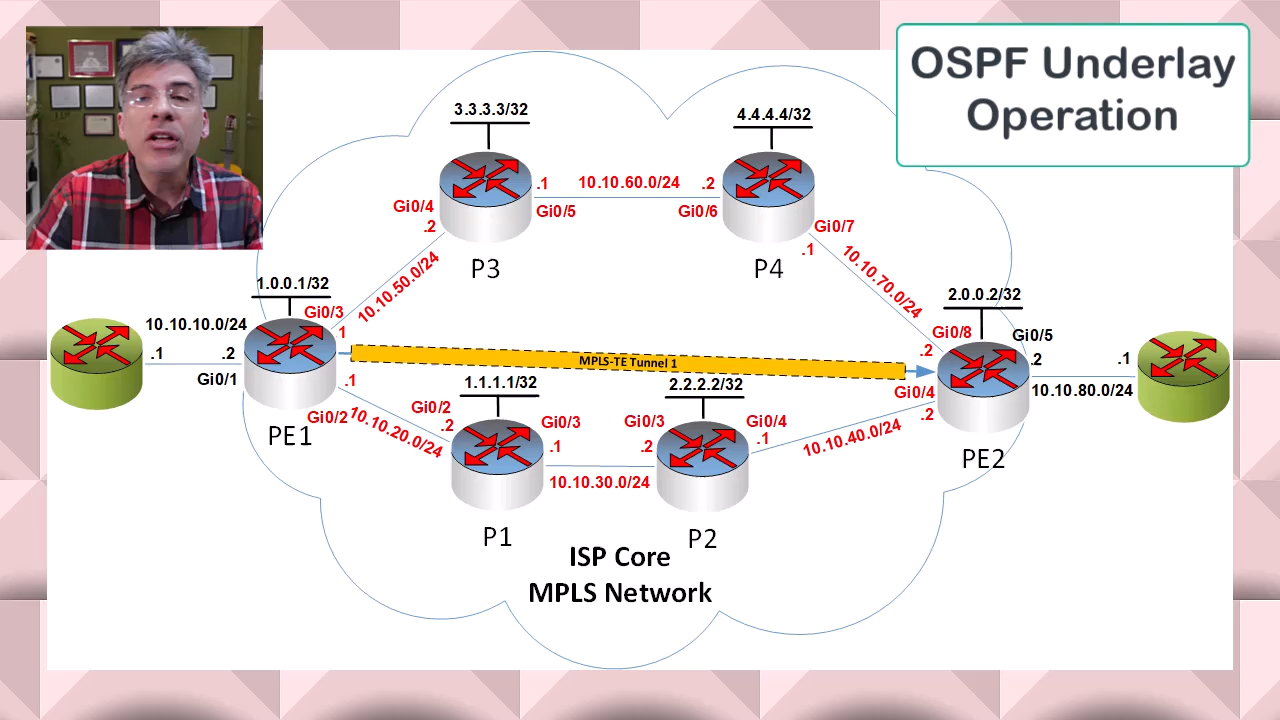 OSPF Underlay
Operation
3.3.3.3/32
4.4.4.4/32
.1
10.10.60.0/24
.2
Gi0/4
.2
Gi0/5
Gi0/6
Gi0/7
.1
P3
P4
10.10.50.0/24
10.10.70.0/24
1.0.0.1/32
2.0.0.2/32
Gi0/3
.1
10.10.10.0/24
.1
.2
Gi0/1
Gi0/8
.2
Gi0/5
.2
.1
10.10.80.0/24
MPLS-TE Tunnel 1
.1
Gi0/2
10.10.20.0/24
PE1
1.1.1.1/32
2.2.2.2/32
Gi0/2
.2
Gi0/3
.1
Gi0/3
.2
Gi0/4
.1
Gi0/4
.2
10.10.40.0/24
PE2
10.10.30.0/24
P1
P2
ISP Core
MPLS Network